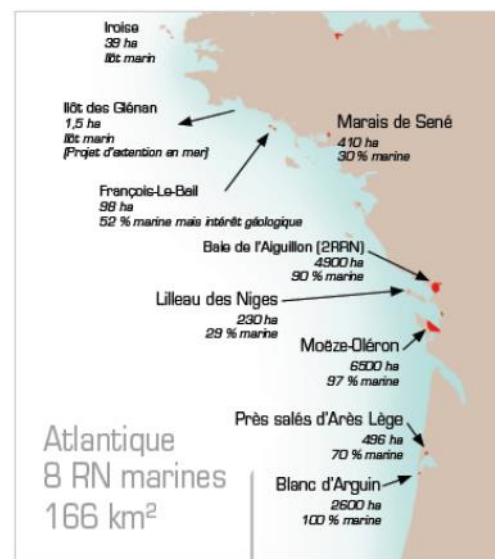 Iroise
39 ha
Ilôt marin
Ilôt des Glénan
1,5 ha
Ilôt marin
(Projet d'extention en mer)
Marais de Sené
410 ha
30 % marine
François-Le-Bail
98 ha
52 % marine mais intérêt géologique
Baie de l'Aiguillon (2RRN)
4900 ha
90 % marine
Lilleau des Niges
230 ha
29 % marine
Moëze-Oléron
6500 ha
97 % marine
Près salés d'Arès Lège
496 ha
70 % marine
Blanc d'Arguin
2600 ha
100 % marine
Atlantique
8 RN marines
166 km²